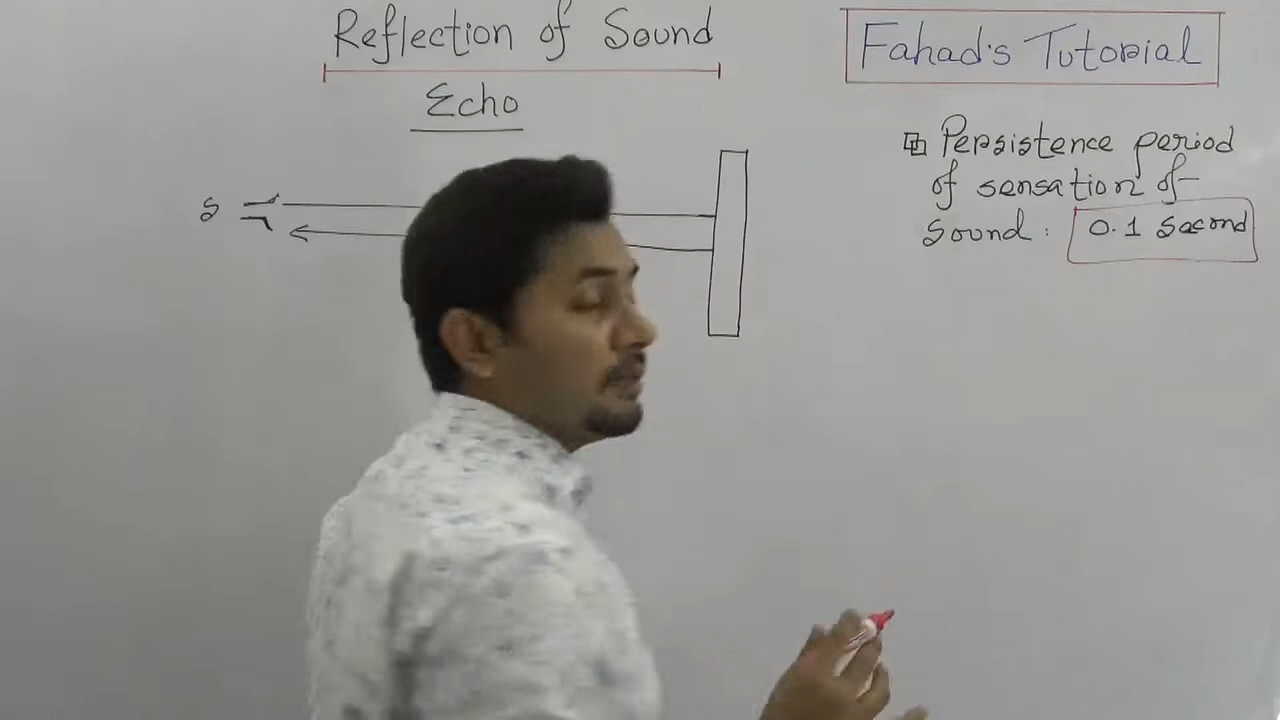 Reflection of Sound
Echo
S
Fahad's Tutorial
Persistence period
of sensation of
sound: 0.1 Second